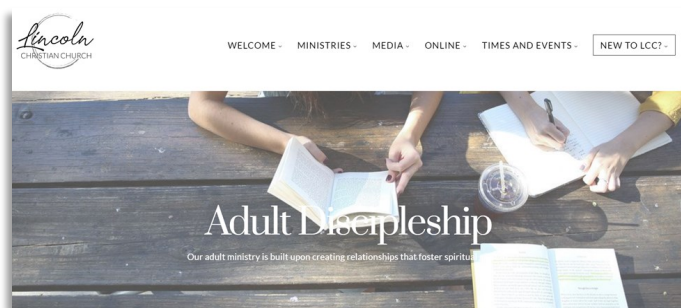 Lincoln
CHRISTIAN CHURCH
WELCOME
MINISTRIES
MEDIA
ONLINE
TIMES AND EVENTS
NEW TO LCC?
Adult Discipleship
Our adult ministry is built upon creating relationships that foster